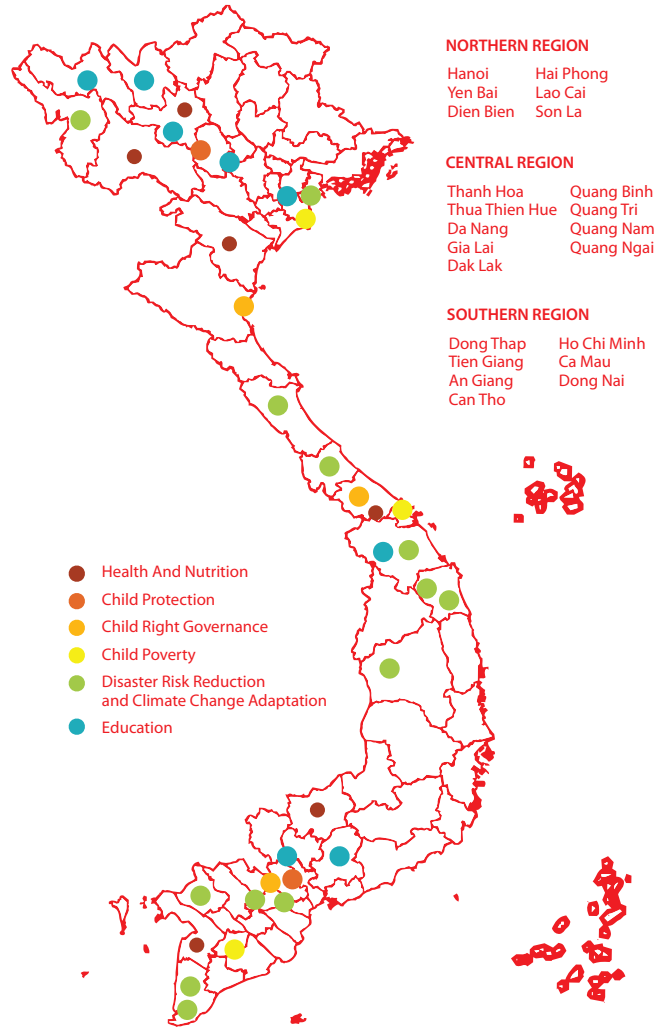 NORTHERN REGION
Hanoi Hai Phong
Yen Bai Lao Cai
Dien Bien Son La
CENTRAL REGION
Thanh Hoa Quang Binh
Thua Thien Hue Quang Tri
Da Nang Quang Nam
Gia Lai Quang Ngai
Dak Lak
SOUTHERN REGION
Dong Thap Ho Chi Minh
Tien Giang Ca Mau
An Giang Dong Nai
Can Tho
Health And Nutrition
Child Protection
Child Right Governance
Child Poverty
Disaster Risk Reduction
and Climate Change Adaptation
Education